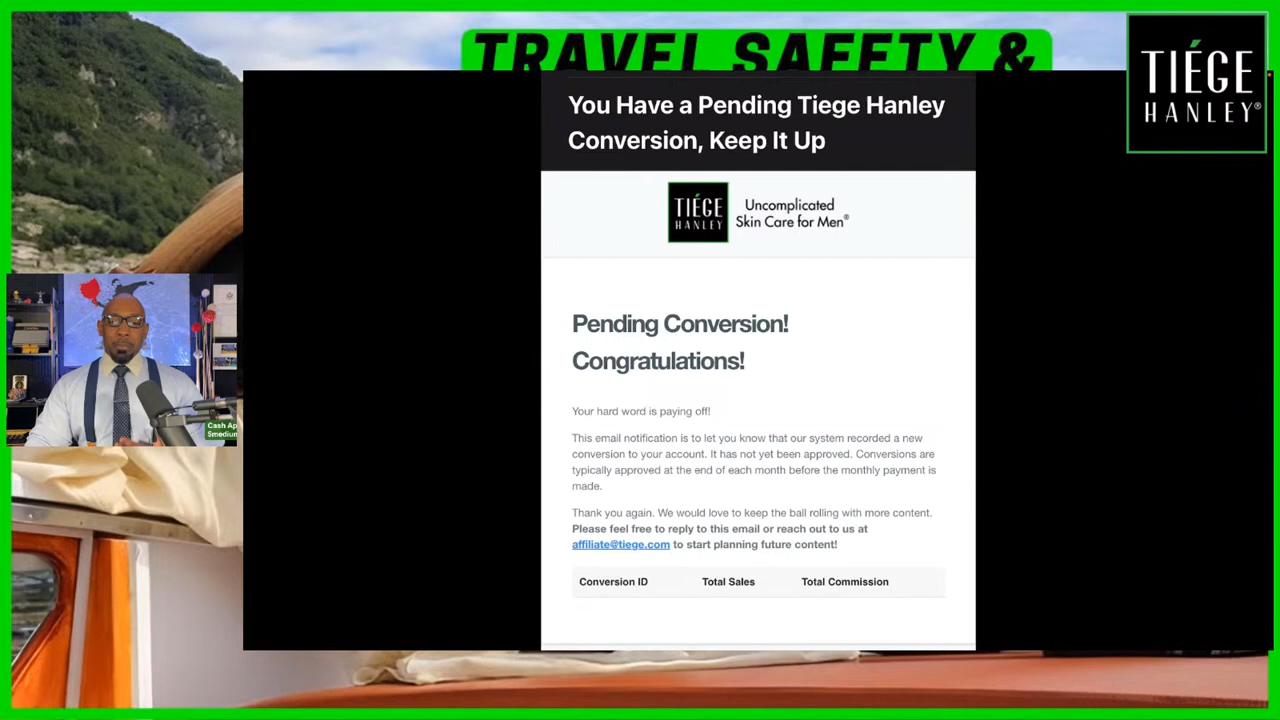 TRAVEL SAFETY &
TIÉGE
HANLEY®
You Have a Pending Tiege Hanley
Conversion, Keep It Up
TIÉGE
HANLEY
Uncomplicated
Skin Care for Men®
Pending Conversion!
Congratulations!
Your hard word is paying off!
This email notification is to let you know that our system recorded a new
conversion to your account. It has not yet been approved. Conversions are
typically approved at the end of each month before the monthly payment is
made.
Thank you again. We would love to keep the ball rolling with more content.
Please feel free to reply to this email or reach out to us at
affiliate@tiege.com to start planning future content!
Conversion ID Total Sales Total Commission
Cash Ap
Smedium